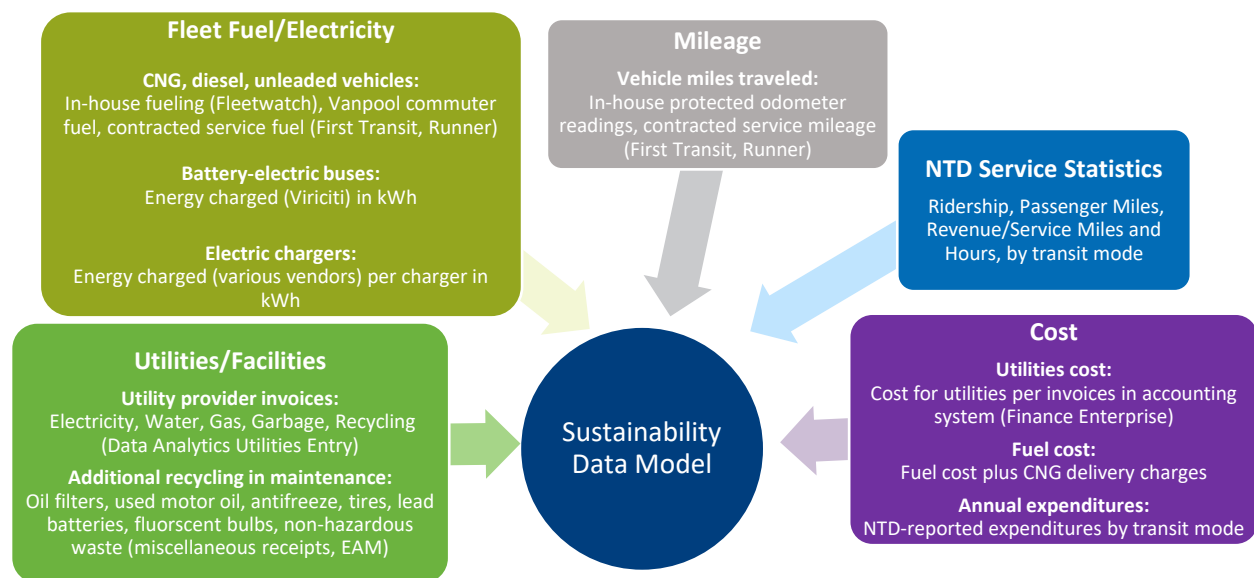 Fleet Fuel/Electricity
CNG, diesel, unleaded vehicles:
In-house fueling (Fleetwatch), Vanpool commuter
fuel, contracted service fuel (First Transit, Runner)
Battery-electric buses:
Energy charged (Viriciti) in kWh
Electric chargers:
Energy charged (various vendors) per charger in
kWh
Mileage
Vehicle miles traveled:
In-house protected odometer
readings, contracted service mileage
(First Transit, Runner)
NTD Service Statistics
Ridership, Passenger Miles,
Revenue/Service Miles and
Hours, by transit mode
Utilities/Facilities
Utility provider invoices:
Electricity, Water, Gas, Garbage, Recycling
(Data Analytics Utilities Entry)
Additional recycling in maintenance:
Oil filters, used motor oil, antifreeze, tires, lead
batteries, fluorscent bulbs, non-hazardous
waste (miscellaneous receipts, EAM)
Sustainability
Data Model
Cost
Utilities cost:
Cost for utilities per invoices in accounting
system (Finance Enterprise)
Fuel cost:
Fuel cost plus CNG delivery charges
Annual expenditures:
NTD-reported expenditures by transit mode